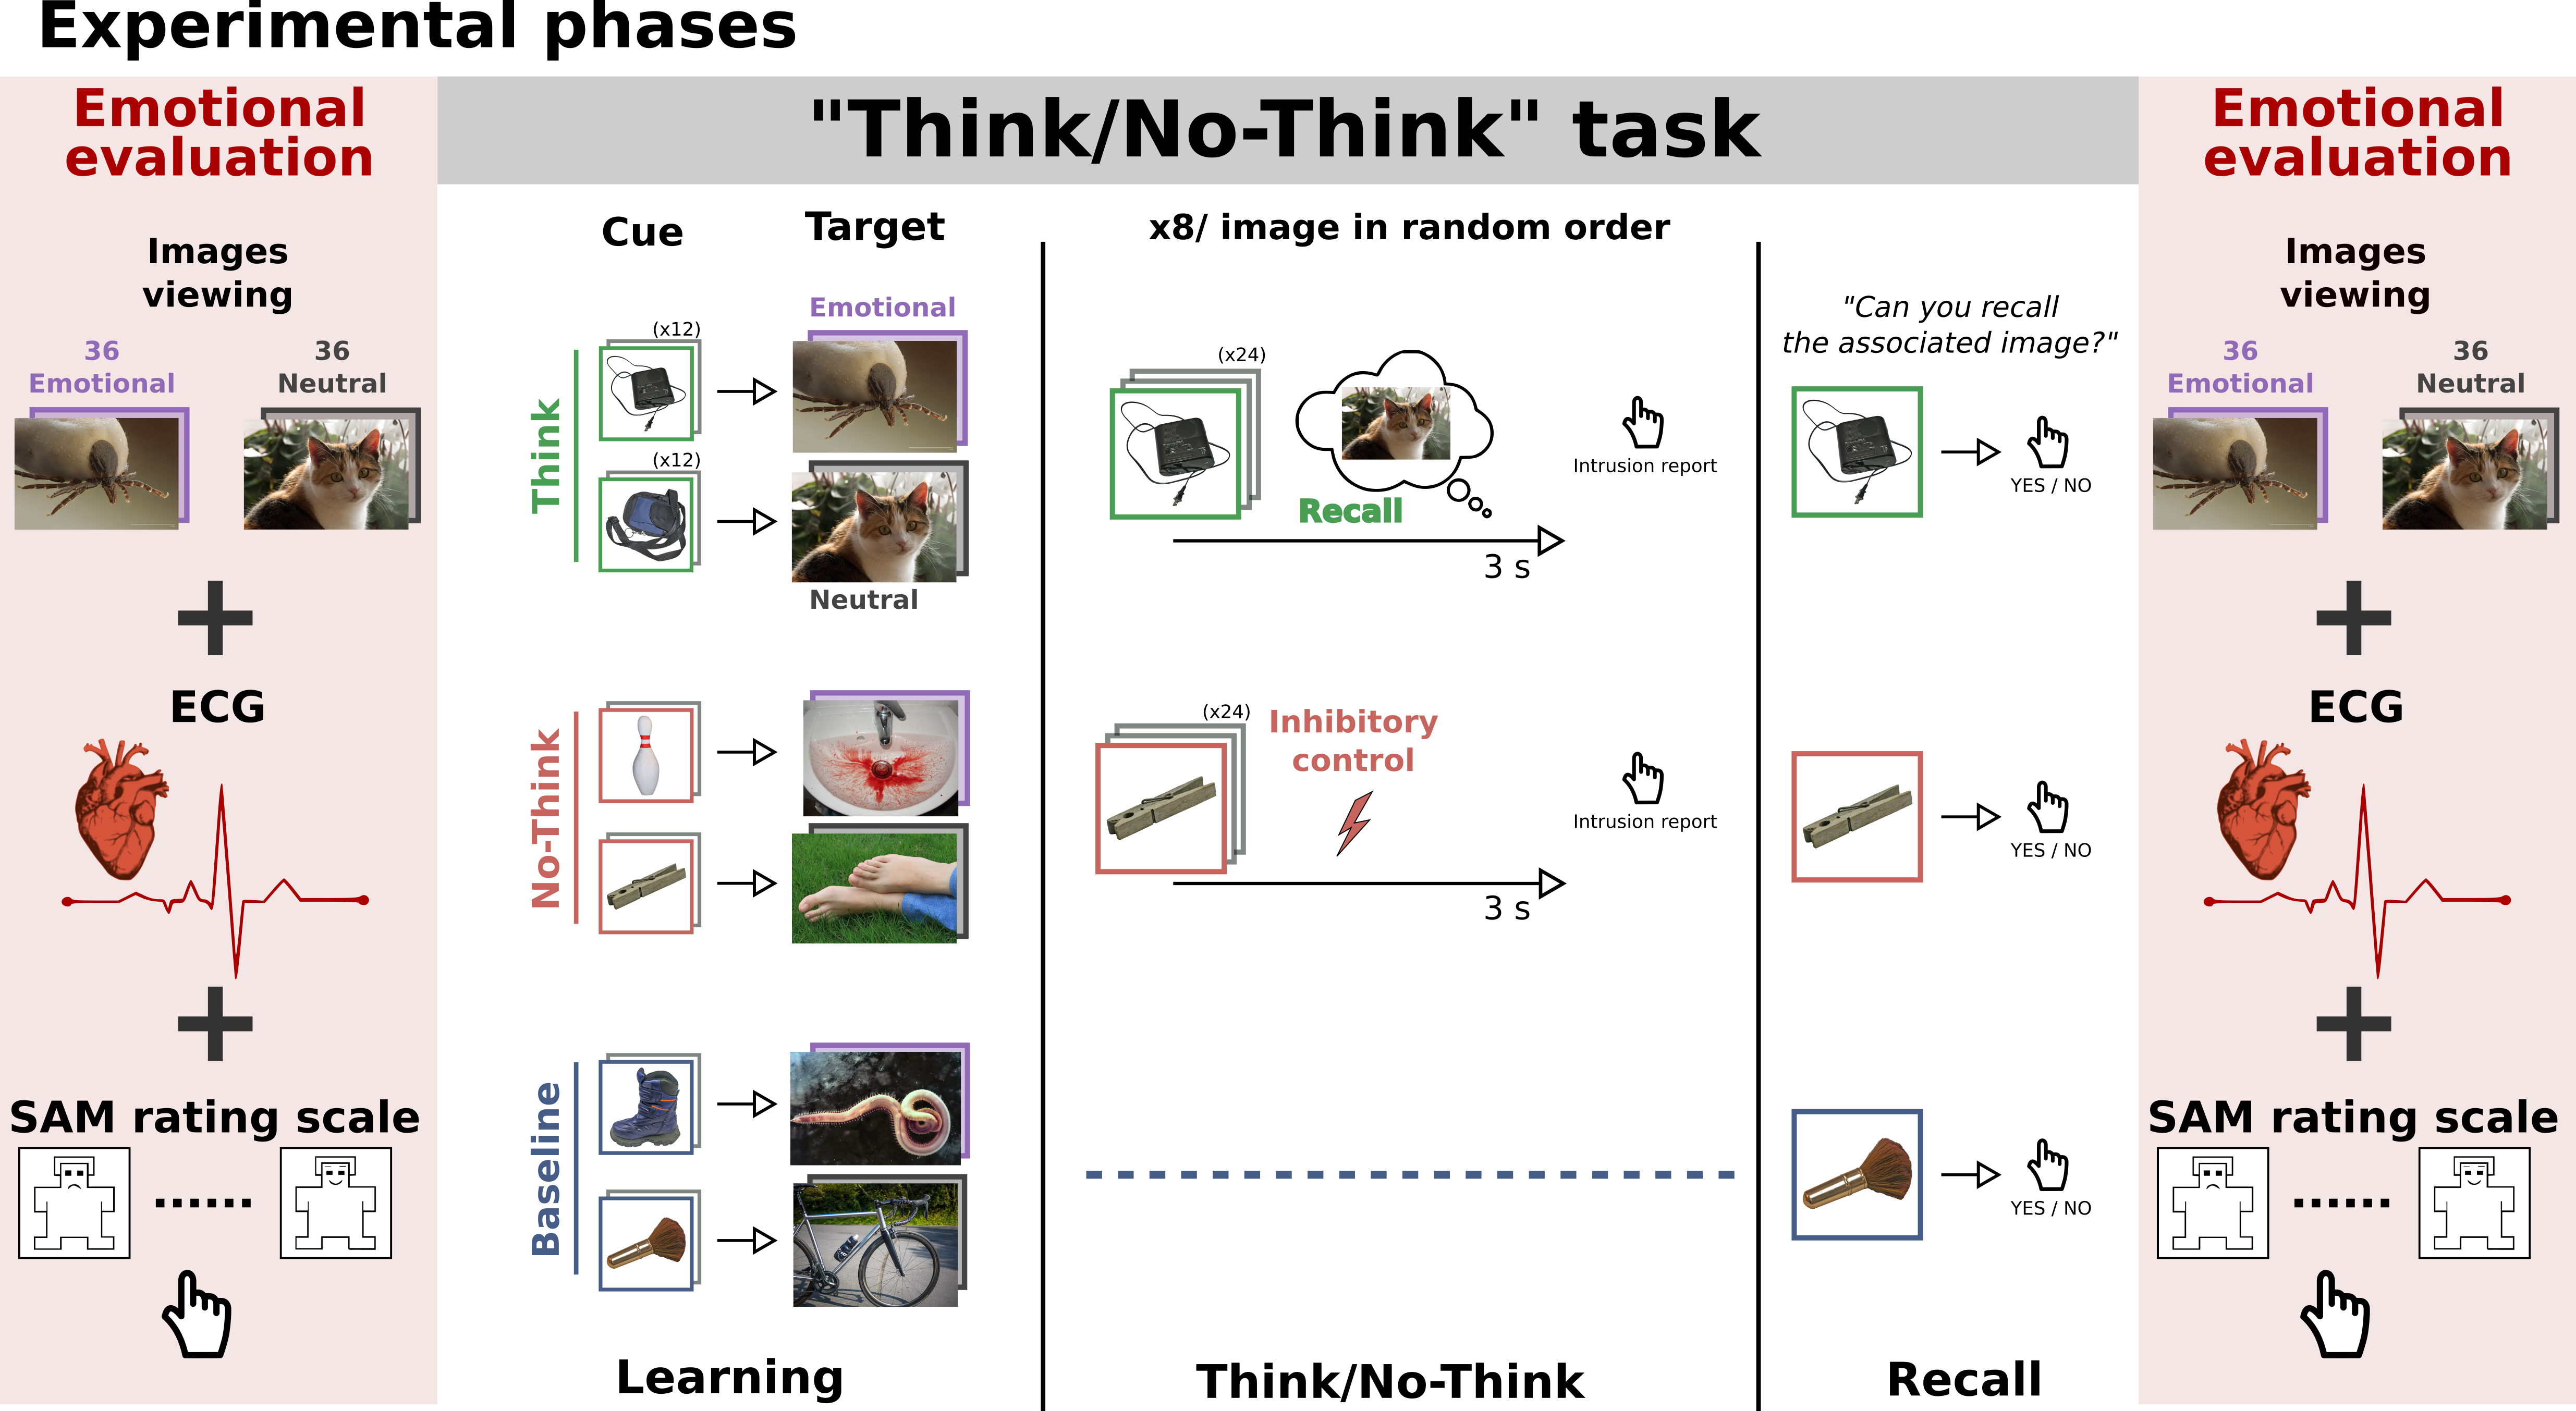 Experimental phases
Emotional
evaluation
Images
viewing
36
Emotional
36
Neutral
ECG
SAM rating scale
"Think/No-Think" task
Cue
Target
Think
(x12)
Emotional
(x12)
Neutral
No-Think
Baseline
Learning
x8/ image in random order
(x24)
Recall
3 s
Intrusion report
(x24)
Inhibitory
control
3 s
Intrusion report
Think/No-Think
"Can you recall
the associated image?"
YES / NO
YES / NO
YES / NO
Recall
Emotional
evaluation
Images
viewing
36
Emotional
36
Neutral
ECG
SAM rating scale